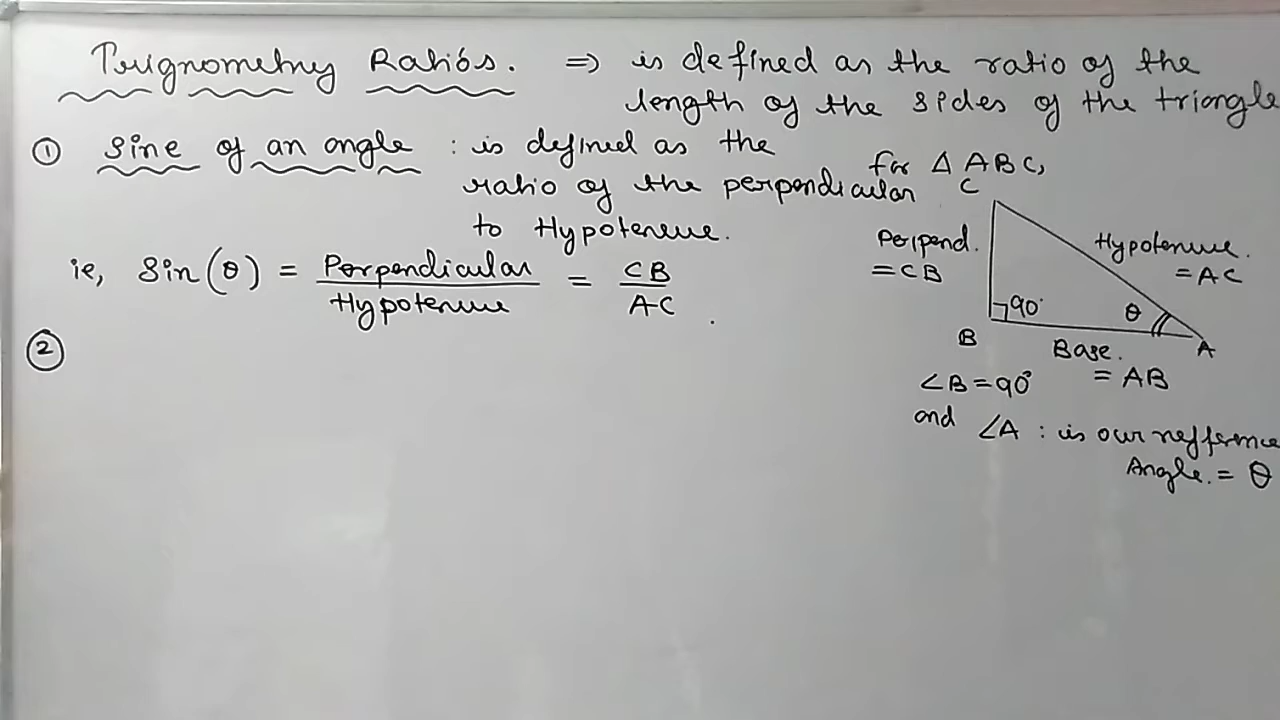 Trignometry Ratios. ⇒ is defined as the ratio of the
length of the sides of the triangle
① Sine of an angle : is defined as the
ratio of the perpendicular
to Hypotenuse.
ie, Sin(θ) = Perpendicular / Hypotenuse = CB / AC .
②
for Δ ABC,
C
Perpend.
= CB
Hypotenuse.
= AC
90°
θ
B
A
Base.
= AB
∠B = 90°
and ∠A : is our refference
Angle. = θ